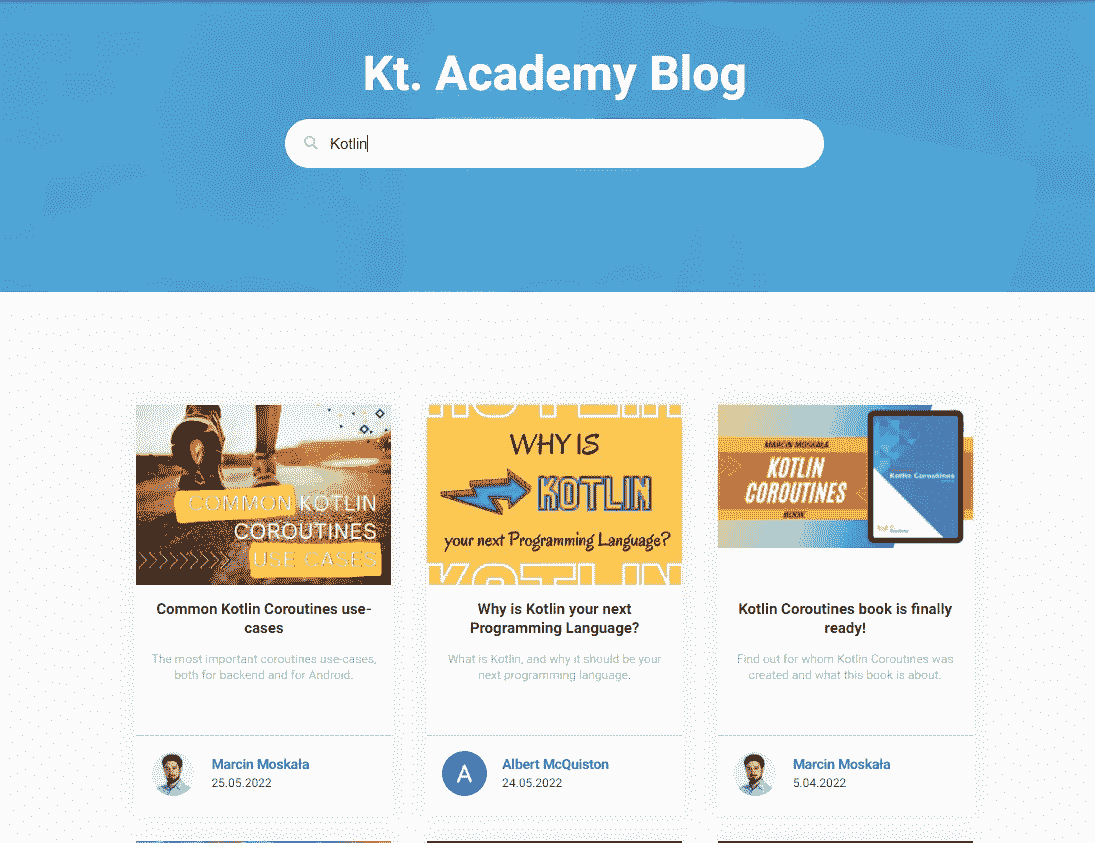 Kt. Academy Blog
Kotlin
COMMON KOTLIN
COROUTINES
USE CASES
Common Kotlin Coroutines use-
cases
The most important coroutines use-cases,
both for backend and for Android.
Marcin Moskała
25.05.2022
KOTLIN
WHY IS
KOTLIN
your next Programming Language?
KOTLIN
Why is Kotlin your next
Programming Language?
What is Kotlin, and why it should be your
next programming language.
A
Albert McQuiston
24.05.2022
MARCIN MOSKAŁA
KOTLIN
COROUTINES
BOOK
Kotlin Coroutines
Kotlin Coroutines book is finally
ready!
Find out for whom Kotlin Coroutines was
created and what this book is about.
Marcin Moskała
5.04.2022